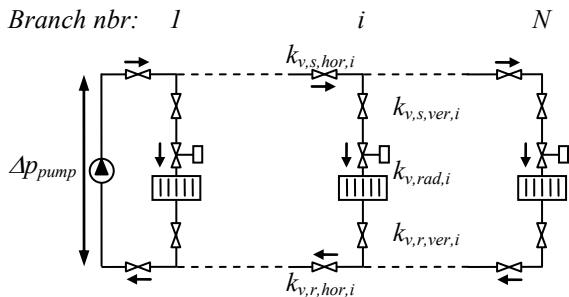 Branch nbr: 1 i N
k_{v,s,hor,i}
k_{v,s,ver,i}
k_{v,rad,i}
Δp_{pump}
k_{v,r,ver,i}
k_{v,r,hor,i}